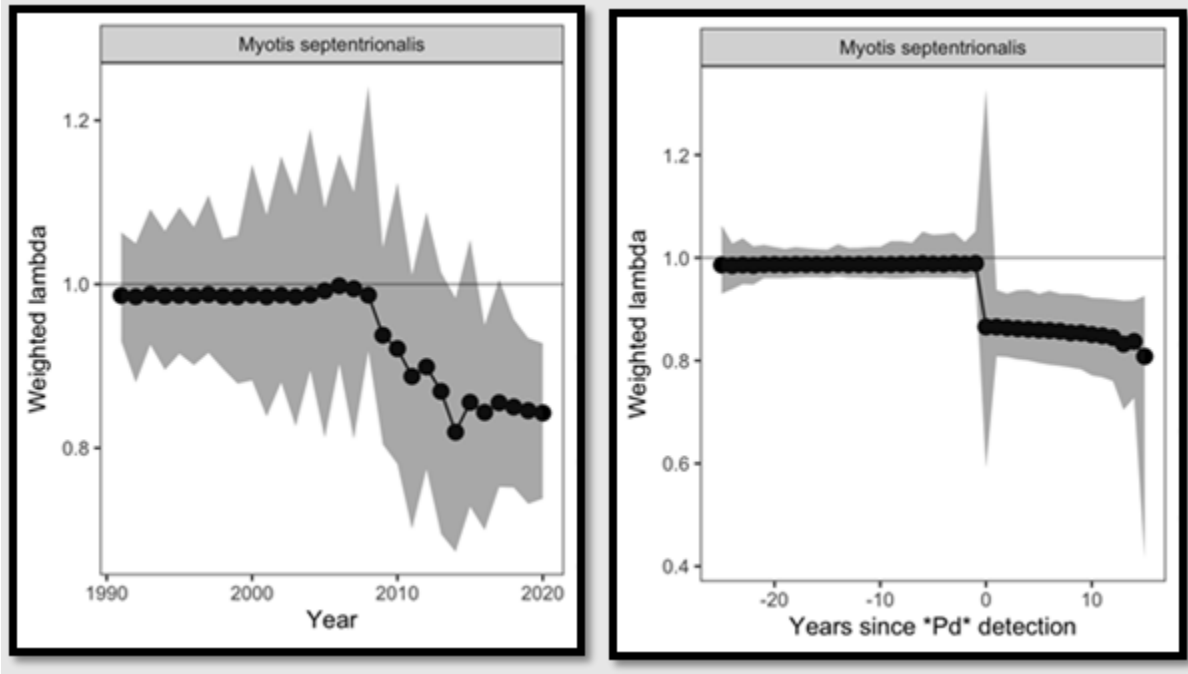 Myotis septentrionalis
Weighted lambda
1.2
1.0
0.8
1990
2000
2010
2020
Year
Myotis septentrionalis
Weighted lambda
1.2
1.0
0.8
0.6
0.4
-20
-10
0
10
Years since *Pd* detection